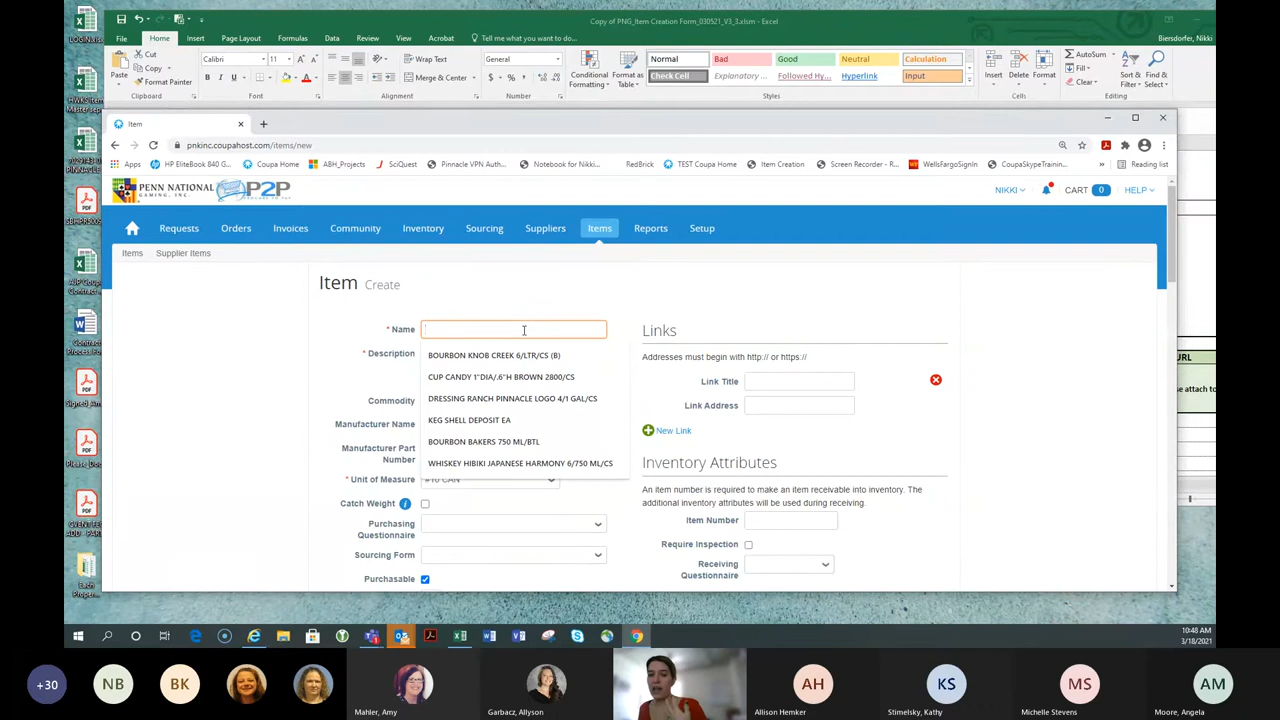 Copy of PNG_Item Creation Form_030521_V3_3.xlsm - Excel
Biersdorfer, Nikki
File Home Insert Page Layout Formulas Data Review View Acrobat Tell me what you want to do...
Cut
Copy
Format Painter
Paste
Clipboard
Calibri 11
B I U
Font
Wrap Text
Merge & Center
Alignment
General
$ % ,
Number
Conditional Formatting
Format as Table
Normal Bad Good Neutral Calculation
Check Cell Explanatory ... Followed Hy... Hyperlink Input
Styles
Insert Delete Format
Cells
AutoSum
Fill
Clear
Sort & Filter
Find & Select
Editing
Item
pnkinc.coupahost.com/items/new
Apps HP EliteBook 840 G... Coupa Home ABH_Projects SciQuest Pinnacle VPN Auth... Notebook for Nikki... RedBrick TEST Coupa Home Item Creation Screen Recorder - R... WellsFargoSignIn CoupaSkypeTrainin... Reading list
PENN NATIONAL GAMING, INC. P2P
NIKKI CART 0 HELP
Requests Orders Invoices Community Inventory Sourcing Suppliers Items Reports Setup
Items Supplier Items
Item Create
* Name
BOURBON KNOB CREEK 6/LTR/CS (B)
* Description
CUP CANDY 1"DIA/.6"H BROWN 2800/CS
DRESSING RANCH PINNACLE LOGO 4/1 GAL/CS
Commodity
KEG SHELL DEPOSIT EA
Manufacturer Name
BOURBON BAKERS 750 ML/BTL
Manufacturer Part Number
WHISKEY HIBIKI JAPANESE HARMONY 6/750 ML/CS
* Unit of Measure #10 CAN
Catch Weight
Purchasing Questionnaire
Sourcing Form
Purchasable
Links
Addresses must begin with http:// or https://
Link Title
Link Address
New Link
Inventory Attributes
An item number is required to make an item receivable into inventory. The
additional inventory attributes will be used during receiving.
Item Number
Require Inspection
Receiving Questionnaire
URL
se attach to
10:48 AM
3/18/2021
+30 NB BK Mahler, Amy Garbacz, Allyson AH Allison Hemker KS Stimelsky, Kathy MS Michelle Stevens AM Moore, Angela